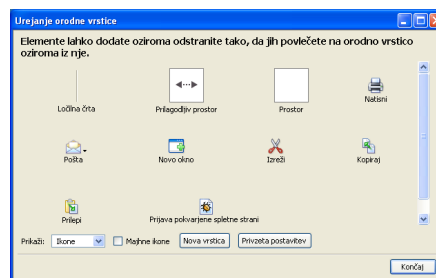 Urejanje orodne vrstice
Elemente lahko dodate oziroma odstranite tako, da jih povlečete na orodno vrstico
oziroma iz nje.
Ločilna črta
Prilagodljiv prostor
Prostor
Natisni
Pošta
Novo okno
Izreži
Kopiraj
Prilepi
Prijava pokvarjene spletne strani
Prikaži: Ikone Majhne ikone Nova vrstica Privzeta postavitev
Končaj